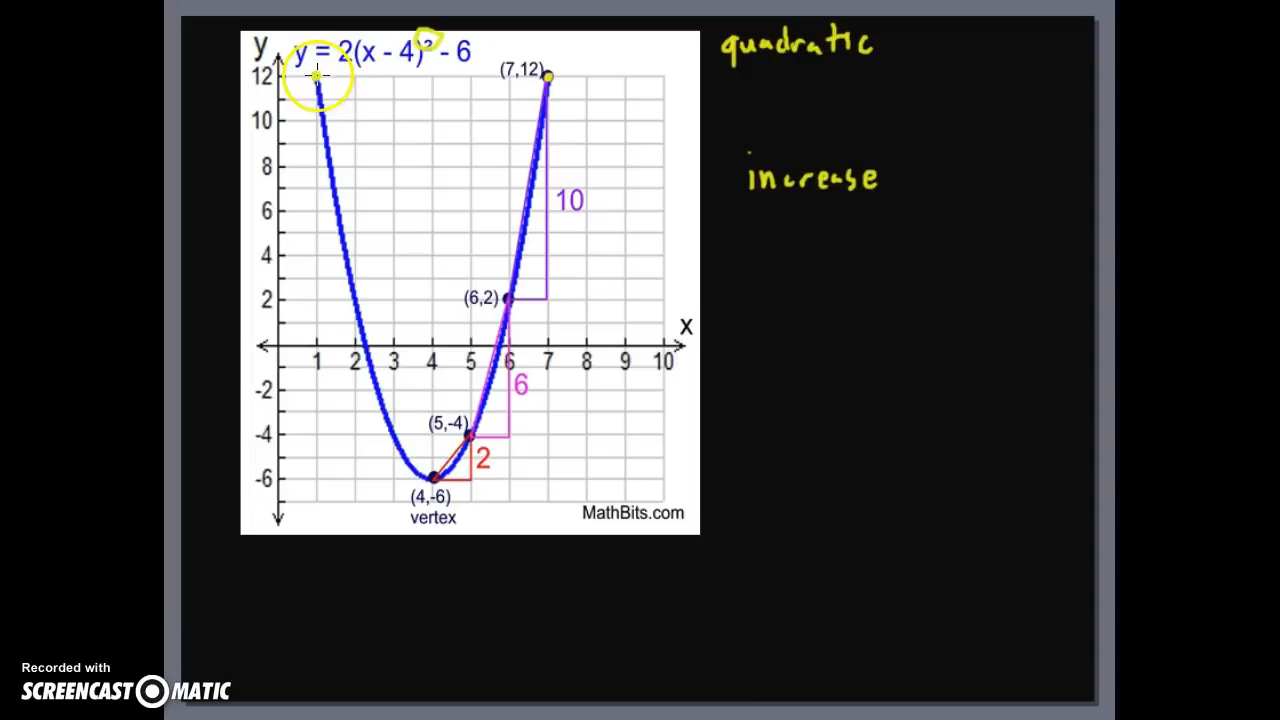 y = 2(x - 4)² - 6
quadratic
y
(7,12)
12
10
8
10
increase
6
4
2
(6,2)
x
1 2 3 4 5 6 7 8 9 10
-2
6
-4
(5,-4)
2
-6
(4,-6)
vertex
MathBits.com
Recorded with
SCREENCAST MATIC